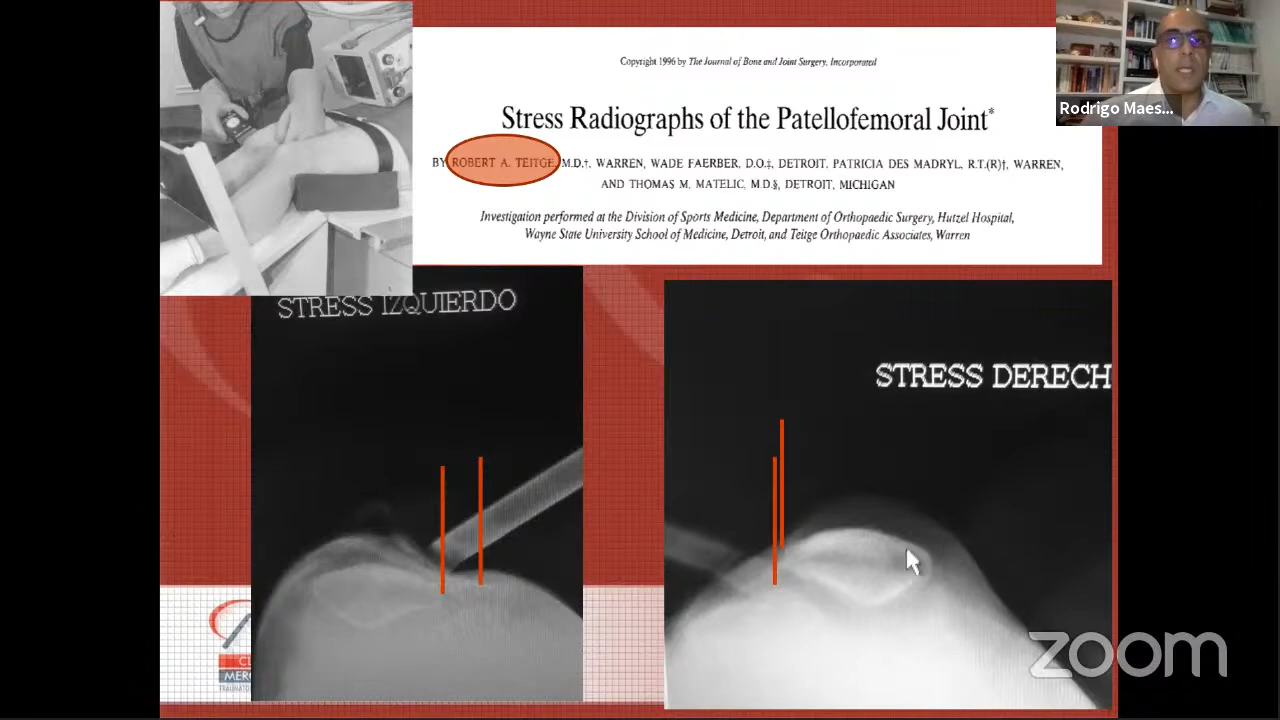 Copyright 1996 by The Journal of Bone and Joint Surgery, Incorporated
Stress Radiographs of the Patellofemoral Joint*
BY ROBERT A. TEITGE, M.D.†, WARREN, WADE FAERBER, D.O.‡, DETROIT, PATRICIA DES MADRYL, R.T.(R)†, WARREN,
AND THOMAS M. MATELIC, M.D.§, DETROIT, MICHIGAN
Investigation performed at the Division of Sports Medicine, Department of Orthopaedic Surgery, Hutzel Hospital,
Wayne State University School of Medicine, Detroit, and Teitge Orthopaedic Associates, Warren
Rodrigo Maes...
STRESS IZQUIERDO
STRESS DERECH
CL
MERC
TRAUMATO
zoom